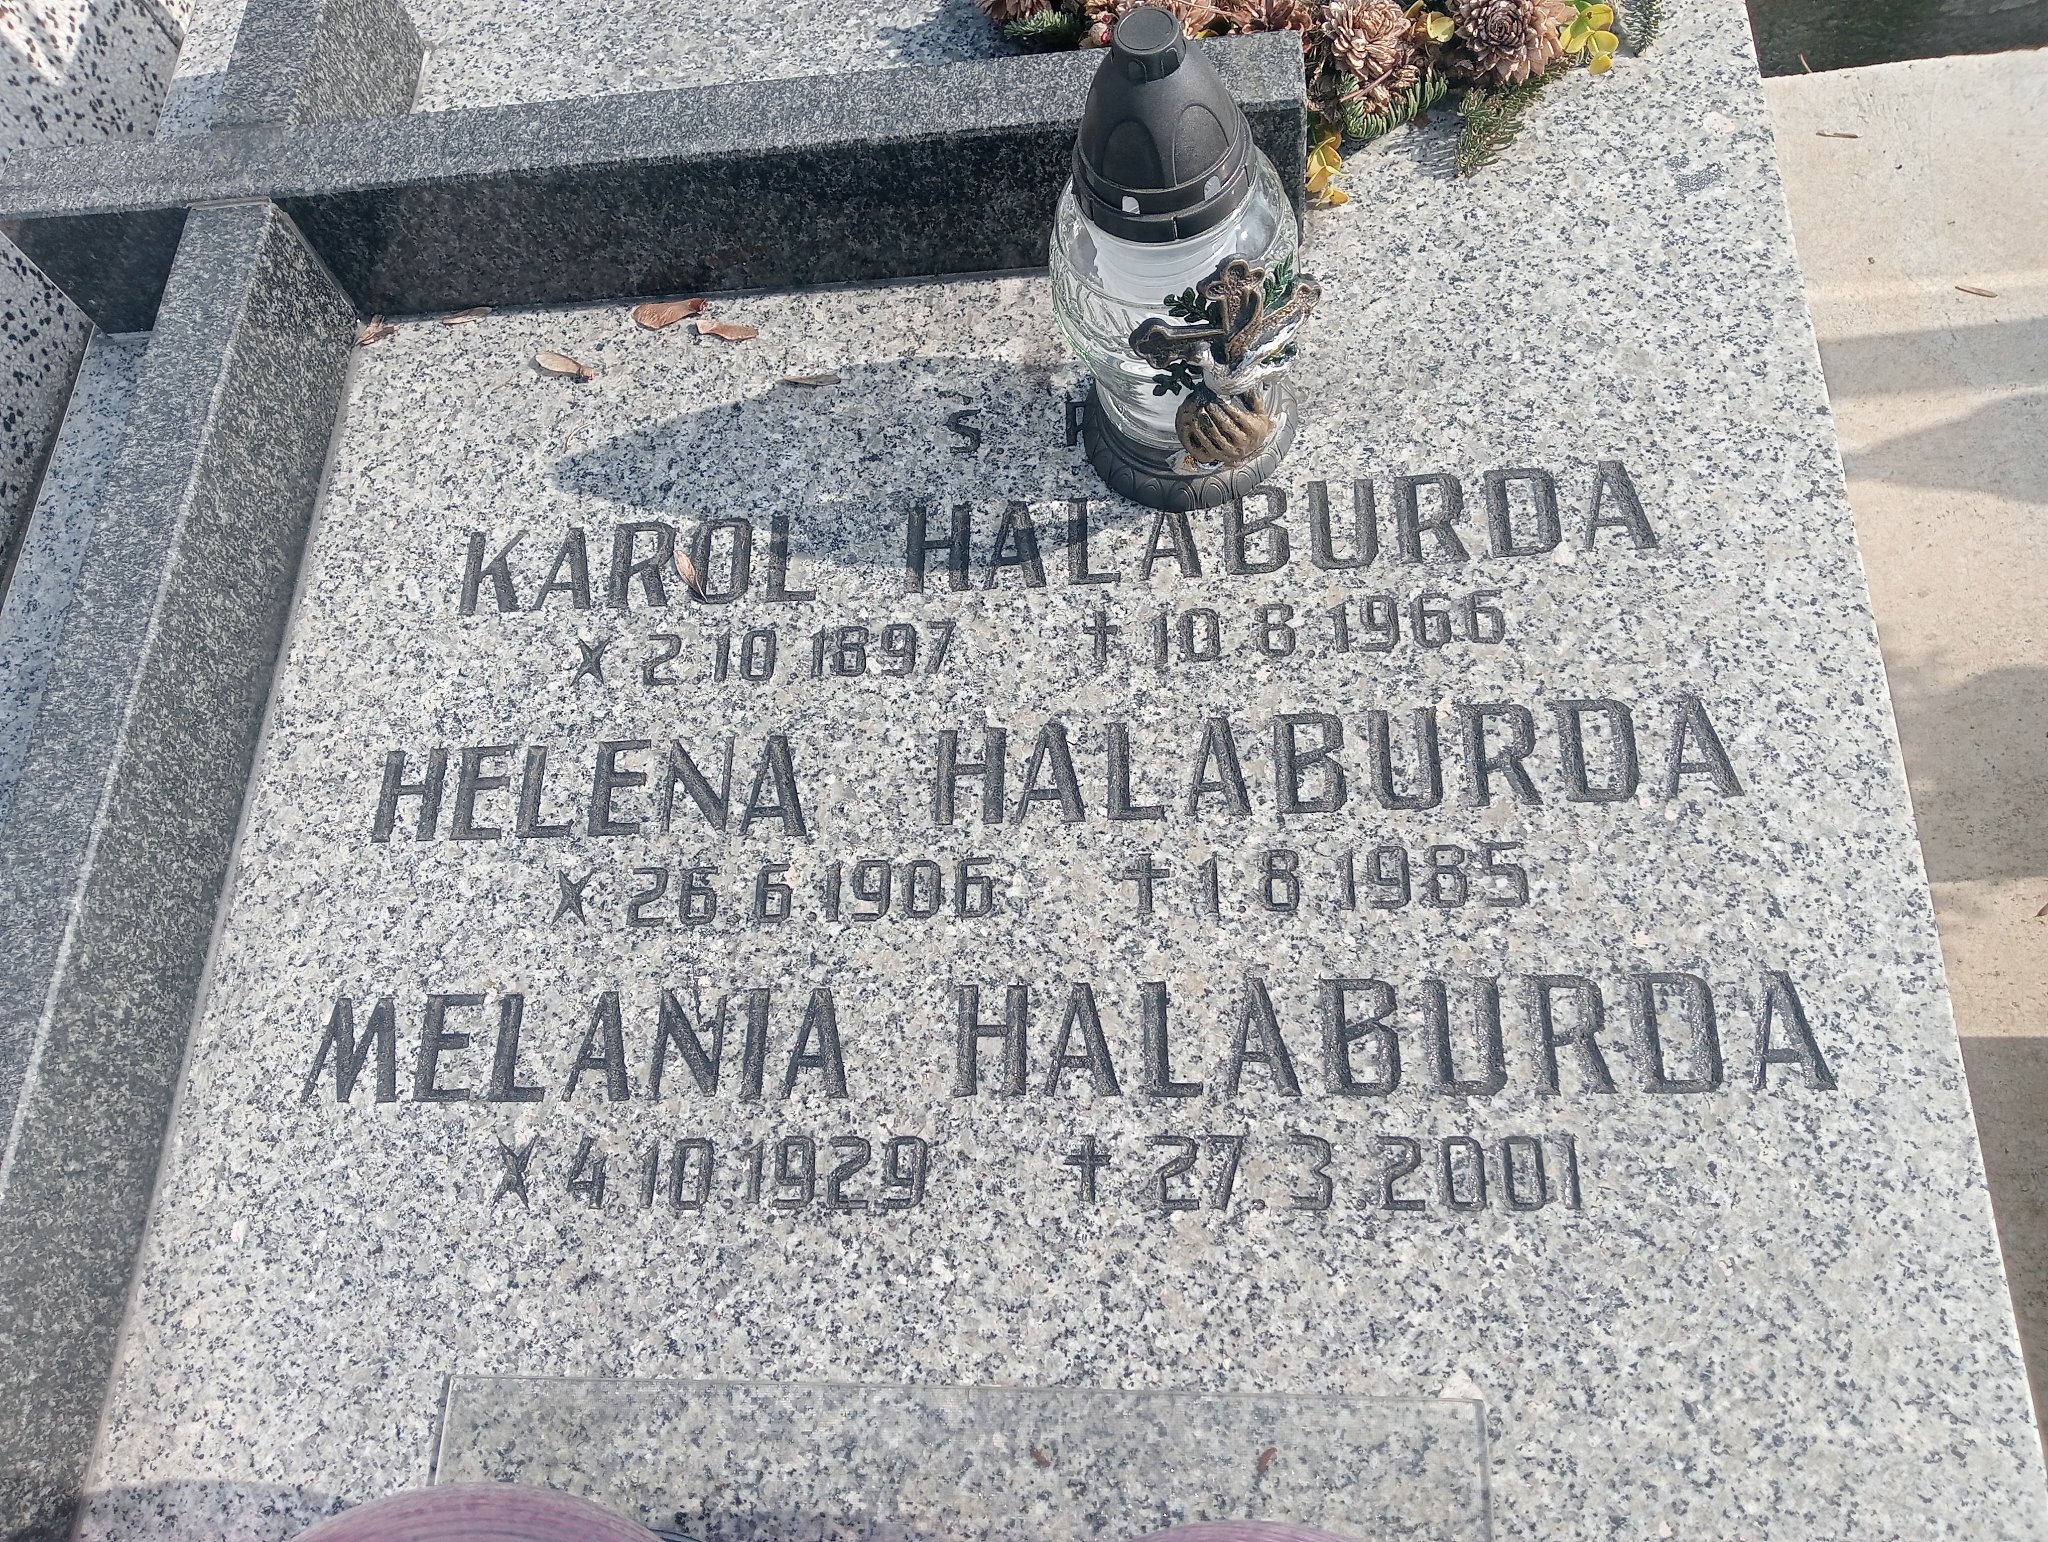 Ś P
KAROL HALABURDA
* 2.10.1897 † 10.8.1966
HELENA HALABURDA
* 26.6.1906 † 1.8.1985
MELANIA HALABURDA
* 4.10.1929 † 27.3.2001